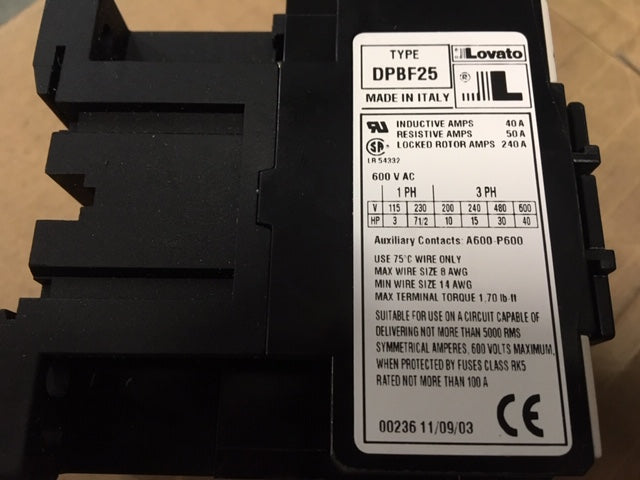 TYPE
DPBF25
MADE IN ITALY
Lovato
®
L
INDUCTIVE AMPS 40 A
RESISTIVE AMPS 50 A
LOCKED ROTOR AMPS 240 A
LR 54332
600 V AC
1 PH 3 PH
V 115 230 200 240 480 600
HP 3 71/2 10 15 30 40
Auxiliary Contacts: A600-P600
USE 75°C WIRE ONLY
MAX WIRE SIZE 8 AWG
MIN WIRE SIZE 14 AWG
MAX TERMINAL TORQUE 1,70 lb-ft
SUITABLE FOR USE ON A CIRCUIT CAPABLE OF
DELIVERING NOT MORE THAN 5000 RMS
SYMMETRICAL AMPERES, 600 VOLTS MAXIMUM,
WHEN PROTECTED BY FUSES CLASS RK5
RATED NOT MORE THAN 100 A
00236 11/09/03
CE